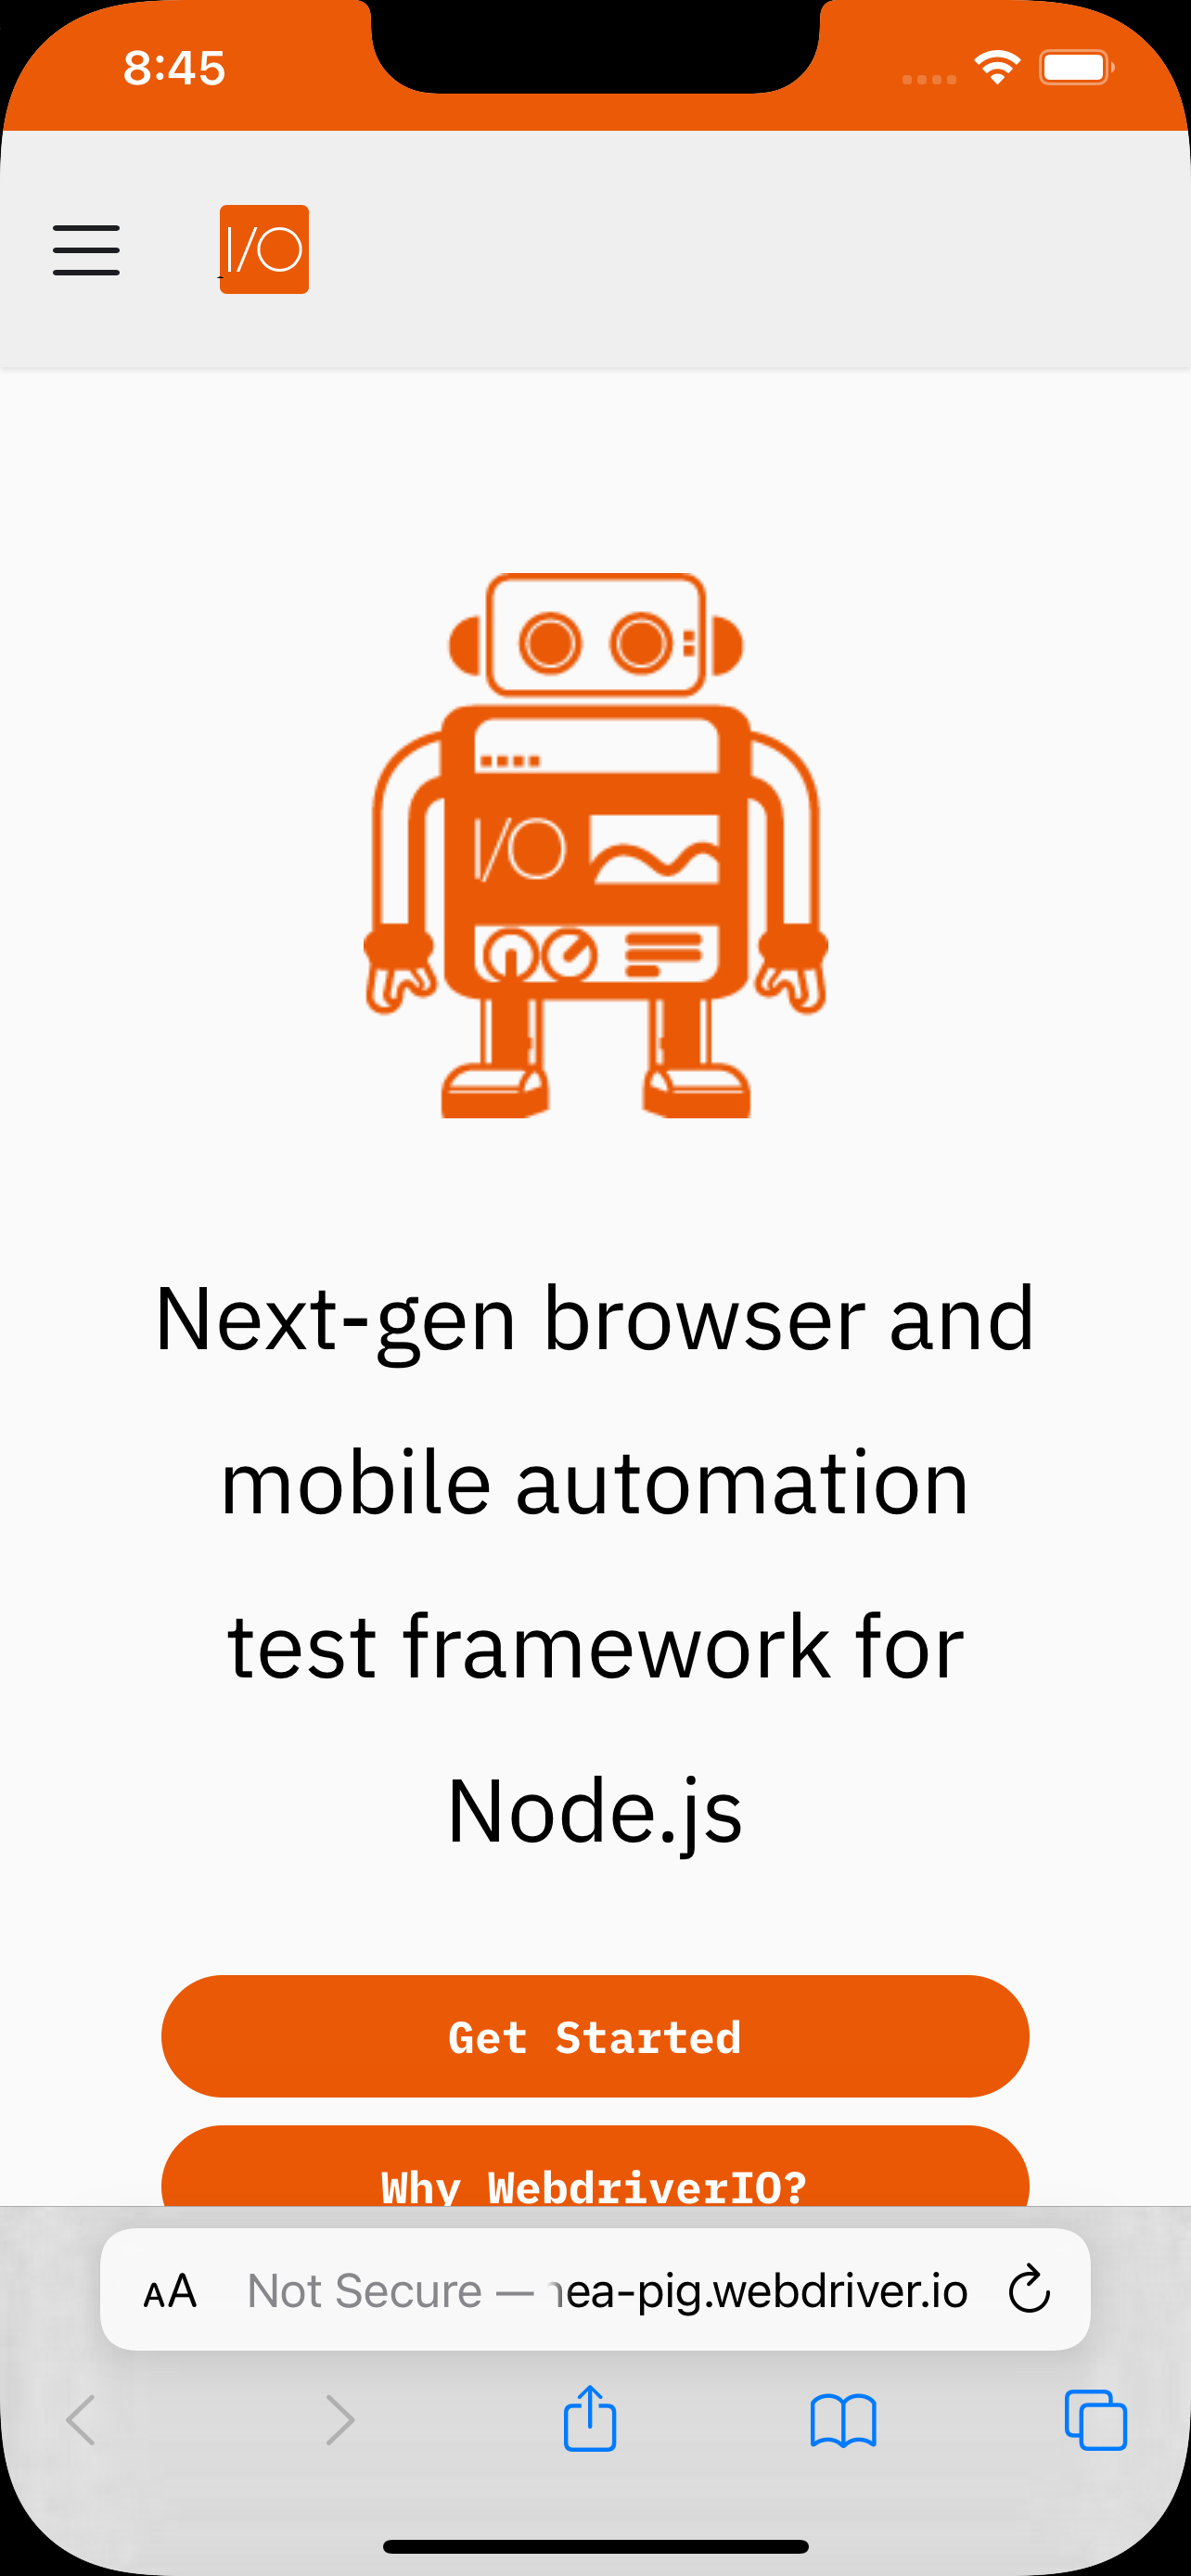 8:45
I/O
I/O
Next-gen browser and
mobile automation
test framework for
Node.js
Get Started
Why WebdriverIO?
AA Not Secure — nea-pig.webdriver.io